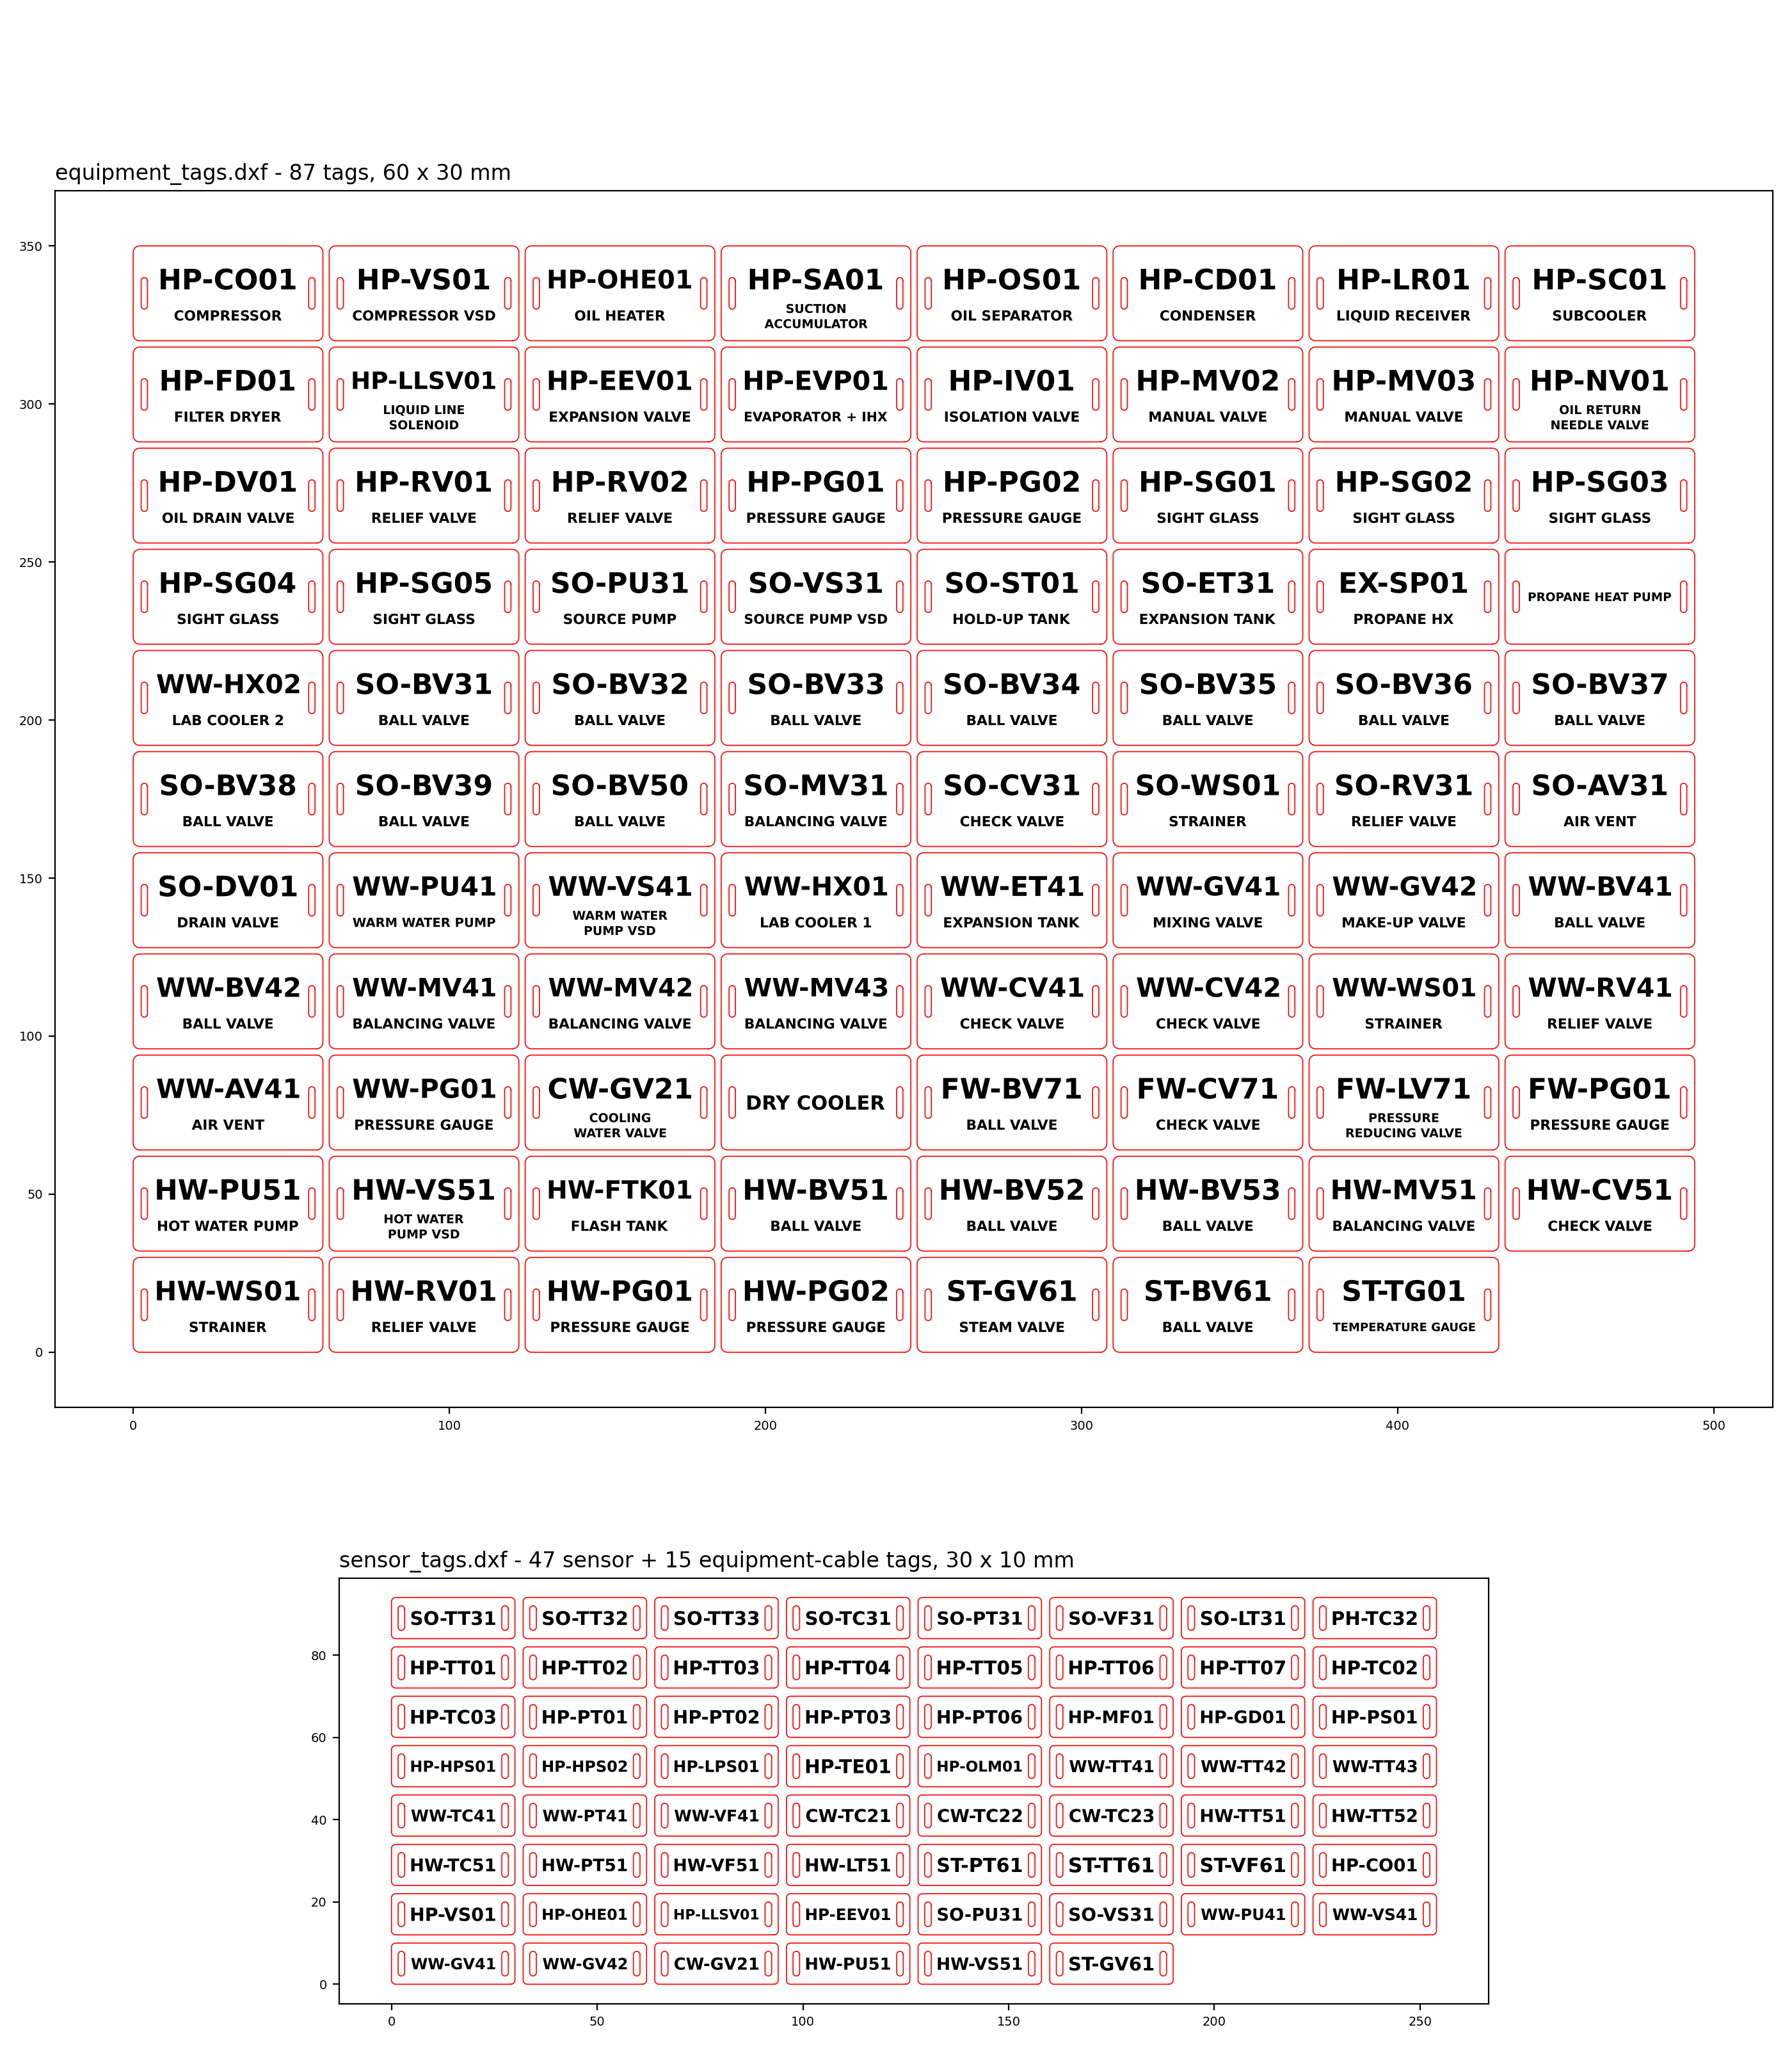 equipment_tags.dxf - 87 tags, 60 x 30 mm
350
HP-CO01 HP-VS01 HP-OHE01 HP-SA01 HP-OS01 HP-CD01 HP-LR01 HP-SC01
COMPRESSOR COMPRESSOR VSD OIL HEATER SUCTION ACCUMULATOR OIL SEPARATOR CONDENSER LIQUID RECEIVER SUBCOOLER
HP-FD01 HP-LLSV01 HP-EEV01 HP-EVP01 HP-IV01 HP-MV02 HP-MV03 HP-NV01
300
FILTER DRYER LIQUID LINE SOLENOID EXPANSION VALVE EVAPORATOR + IHX ISOLATION VALVE MANUAL VALVE MANUAL VALVE OIL RETURN NEEDLE VALVE
HP-DV01 HP-RV01 HP-RV02 HP-PG01 HP-PG02 HP-SG01 HP-SG02 HP-SG03
OIL DRAIN VALVE RELIEF VALVE RELIEF VALVE PRESSURE GAUGE PRESSURE GAUGE SIGHT GLASS SIGHT GLASS SIGHT GLASS
250
HP-SG04 HP-SG05 SO-PU31 SO-VS31 SO-ST01 SO-ET31 EX-SP01 PROPANE HEAT PUMP
SIGHT GLASS SIGHT GLASS SOURCE PUMP SOURCE PUMP VSD HOLD-UP TANK EXPANSION TANK PROPANE HX
WW-HX02 SO-BV31 SO-BV32 SO-BV33 SO-BV34 SO-BV35 SO-BV36 SO-BV37
200
LAB COOLER 2 BALL VALVE BALL VALVE BALL VALVE BALL VALVE BALL VALVE BALL VALVE BALL VALVE
SO-BV38 SO-BV39 SO-BV50 SO-MV31 SO-CV31 SO-WS01 SO-RV31 SO-AV31
BALL VALVE BALL VALVE BALL VALVE BALANCING VALVE CHECK VALVE STRAINER RELIEF VALVE AIR VENT
150
SO-DV01 WW-PU41 WW-VS41 WW-HX01 WW-ET41 WW-GV41 WW-GV42 WW-BV41
DRAIN VALVE WARM WATER PUMP WARM WATER PUMP VSD LAB COOLER 1 EXPANSION TANK MIXING VALVE MAKE-UP VALVE BALL VALVE
WW-BV42 WW-MV41 WW-MV42 WW-MV43 WW-CV41 WW-CV42 WW-WS01 WW-RV41
100
BALL VALVE BALANCING VALVE BALANCING VALVE BALANCING VALVE CHECK VALVE CHECK VALVE STRAINER RELIEF VALVE
WW-AV41 WW-PG01 CW-GV21 DRY COOLER FW-BV71 FW-CV71 FW-LV71 FW-PG01
AIR VENT PRESSURE GAUGE COOLING WATER VALVE BALL VALVE CHECK VALVE PRESSURE REDUCING VALVE PRESSURE GAUGE
50
HW-PU51 HW-VS51 HW-FTK01 HW-BV51 HW-BV52 HW-BV53 HW-MV51 HW-CV51
HOT WATER PUMP HOT WATER PUMP VSD FLASH TANK BALL VALVE BALL VALVE BALL VALVE BALANCING VALVE CHECK VALVE
HW-WS01 HW-RV01 HW-PG01 HW-PG02 ST-GV61 ST-BV61 ST-TG01
STRAINER RELIEF VALVE PRESSURE GAUGE PRESSURE GAUGE STEAM VALVE BALL VALVE TEMPERATURE GAUGE
0
0 100 200 300 400 500
sensor_tags.dxf - 47 sensor + 15 equipment-cable tags, 30 x 10 mm
SO-TT31 SO-TT32 SO-TT33 SO-TC31 SO-PT31 SO-VF31 SO-LT31 PH-TC32
80
HP-TT01 HP-TT02 HP-TT03 HP-TT04 HP-TT05 HP-TT06 HP-TT07 HP-TC02
HP-TC03 HP-PT01 HP-PT02 HP-PT03 HP-PT06 HP-MF01 HP-GD01 HP-PS01
60
HP-HPS01 HP-HPS02 HP-LPS01 HP-TE01 HP-OLM01 WW-TT41 WW-TT42 WW-TT43
40
WW-TC41 WW-PT41 WW-VF41 CW-TC21 CW-TC22 CW-TC23 HW-TT51 HW-TT52
HW-TC51 HW-PT51 HW-VF51 HW-LT51 ST-PT61 ST-TT61 ST-VF61 HP-CO01
20
HP-VS01 HP-OHE01 HP-LLSV01 HP-EEV01 SO-PU31 SO-VS31 WW-PU41 WW-VS41
WW-GV41 WW-GV42 CW-GV21 HW-PU51 HW-VS51 ST-GV61
0
0 50 100 150 200 250